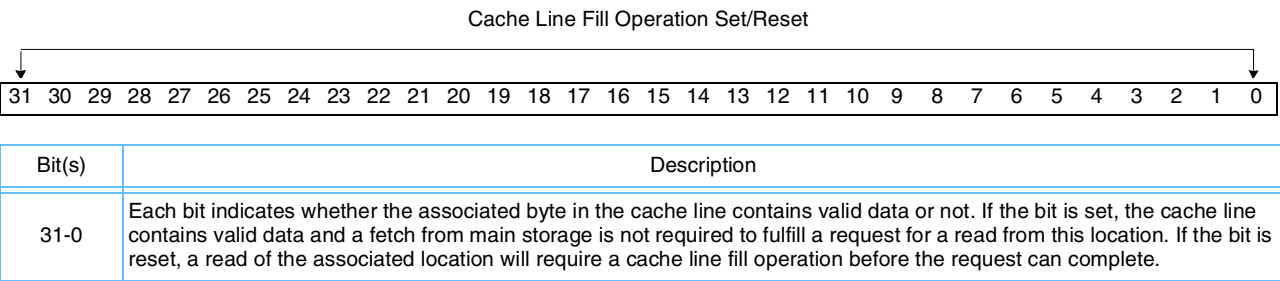 Cache Line Fill Operation Set/Reset
31 30 29 28 27 26 25 24 23 22 21 20 19 18 17 16 15 14 13 12 11 10 9 8 7 6 5 4 3 2 1 0
Bit(s) Description
31-0
Each bit indicates whether the associated byte in the cache line contains valid data or not. If the bit is set, the cache line
contains valid data and a fetch from main storage is not required to fulfill a request for a read from this location. If the bit is
reset, a read of the associated location will require a cache line fill operation before the request can complete.